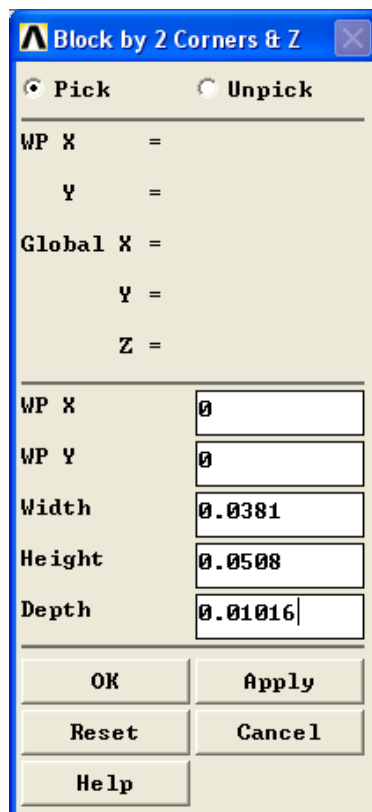 Block by 2 Corners & Z
Pick Unpick
WP X =
Y =
Global X =
Y =
Z =
WP X 0
WP Y 0
Width 0.0381
Height 0.0508
Depth 0.01016
OK Apply
Reset Cancel
Help